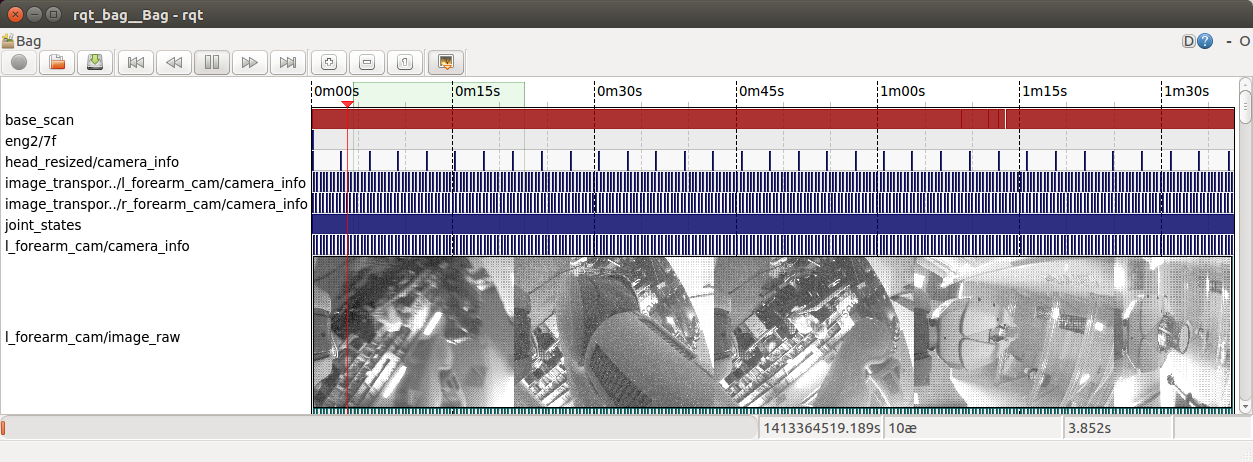 rqt_bag__Bag - rqt
Bag
D ? - O
0m00s 0m15s 0m30s 0m45s 1m00s 1m15s 1m30s
base_scan
eng2/7f
head_resized/camera_info
image_transpor../l_forearm_cam/camera_info
image_transpor../r_forearm_cam/camera_info
joint_states
l_forearm_cam/camera_info
l_forearm_cam/image_raw
1413364519.189s 10æ 3.852s